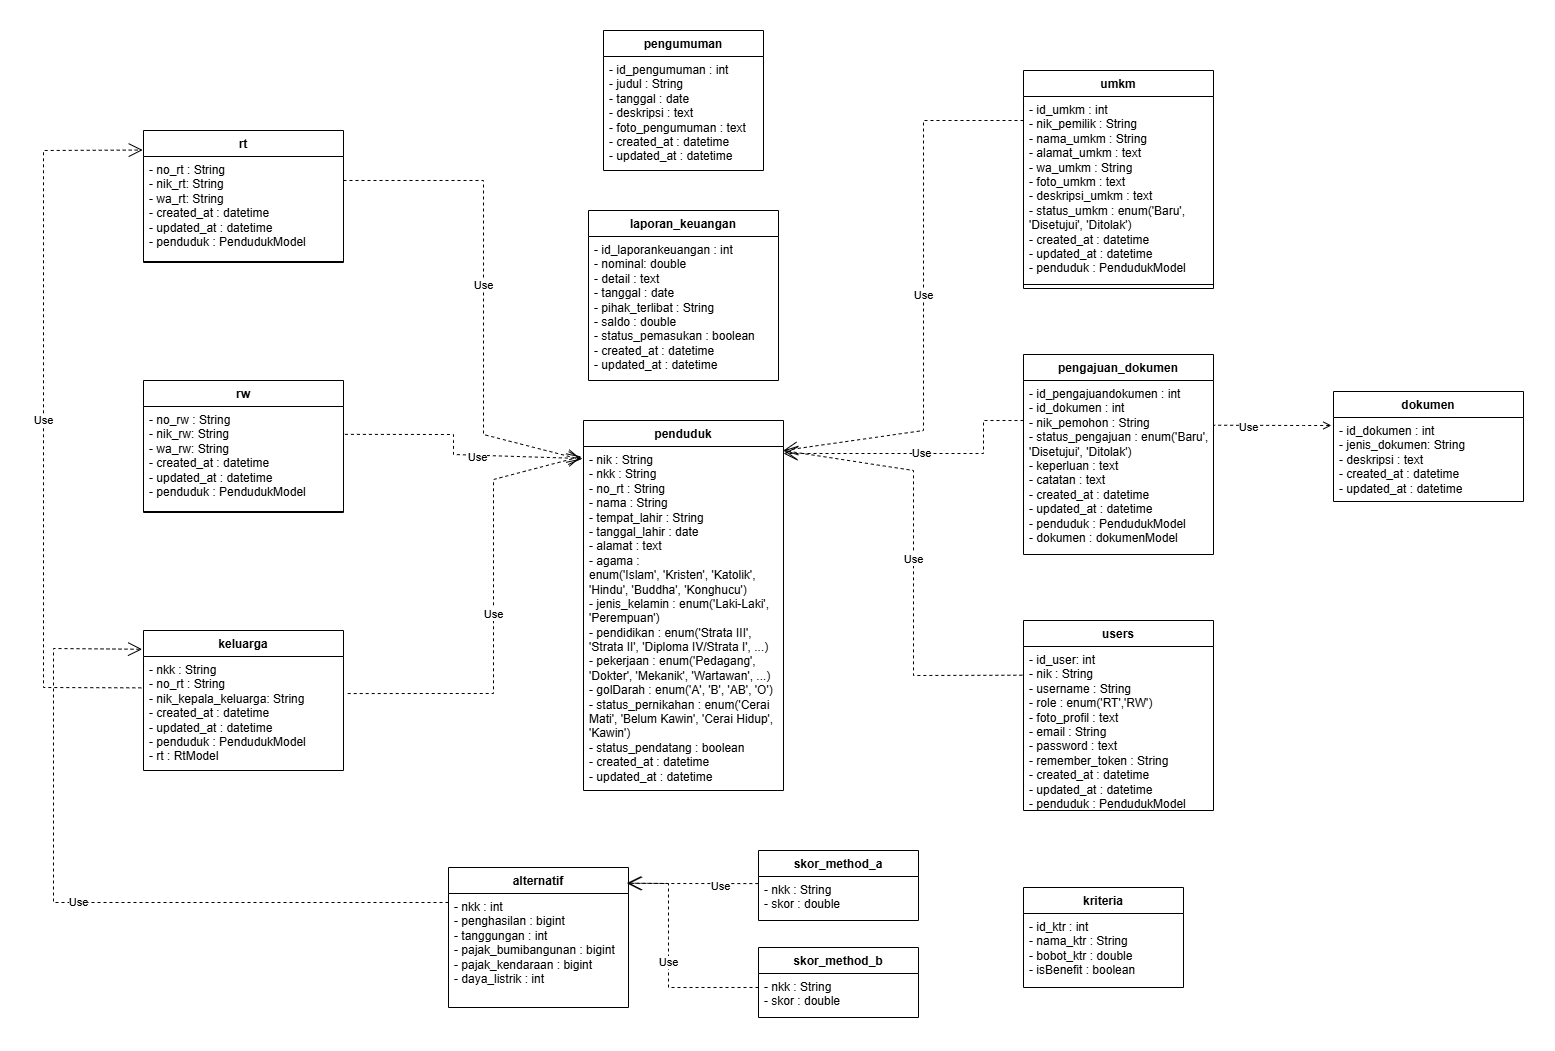 pengumuman
- id_pengumuman : int
- judul : String
- tanggal : date
- deskripsi : text
- foto_pengumuman : text
- created_at : datetime
- updated_at : datetime
umkm
- id_umkm : int
- nik_pemilik : String
- nama_umkm : String
- alamat_umkm : text
- wa_umkm : String
- foto_umkm : text
- deskripsi_umkm : text
- status_umkm : enum('Baru',
'Disetujui', 'Ditolak')
- created_at : datetime
- updated_at : datetime
- penduduk : PendudukModel
rt
- no_rt : String
- nik_rt: String
- wa_rt: String
- created_at : datetime
- updated_at : datetime
- penduduk : PendudukModel
laporan_keuangan
- id_laporankeuangan : int
- nominal: double
- detail : text
- tanggal : date
- pihak_terlibat : String
- saldo : double
- status_pemasukan : boolean
- created_at : datetime
- updated_at : datetime
Use
Use
pengajuan_dokumen
- id_pengajuandokumen : int
- id_dokumen : int
- nik_pemohon : String
- status_pengajuan : enum('Baru',
'Disetujui', 'Ditolak')
- keperluan : text
- catatan : text
- created_at : datetime
- updated_at : datetime
- penduduk : PendudukModel
- dokumen : dokumenModel
Use
dokumen
- id_dokumen : int
- jenis_dokumen: String
- deskripsi : text
- created_at : datetime
- updated_at : datetime
rw
- no_rw : String
- nik_rw: String
- wa_rw: String
- created_at : datetime
- updated_at : datetime
- penduduk : PendudukModel
Use
Use
Use
penduduk
- nik : String
- nkk : String
- no_rt : String
- nama : String
- tempat_lahir : String
- tanggal_lahir : date
- alamat : text
- agama :
enum('Islam', 'Kristen', 'Katolik',
'Hindu', 'Buddha', 'Konghucu')
- jenis_kelamin : enum('Laki-Laki',
'Perempuan')
- pendidikan : enum('Strata III',
'Strata II', 'Diploma IV/Strata I', ...)
- pekerjaan : enum('Pedagang',
'Dokter', 'Mekanik', 'Wartawan', ...)
- golDarah : enum('A', 'B', 'AB', 'O')
- status_pernikahan : enum('Cerai
Mati', 'Belum Kawin', 'Cerai Hidup',
'Kawin')
- status_pendatang : boolean
- created_at : datetime
- updated_at : datetime
Use
Use
keluarga
- nkk : String
- no_rt : String
- nik_kepala_keluarga: String
- created_at : datetime
- updated_at : datetime
- penduduk : PendudukModel
- rt : RtModel
users
- id_user: int
- nik : String
- username : String
- role : enum('RT','RW')
- foto_profil : text
- email : String
- password : text
- remember_token : String
- created_at : datetime
- updated_at : datetime
- penduduk : PendudukModel
Use
alternatif
- nkk : int
- penghasilan : bigint
- tanggungan : int
- pajak_bumibangunan : bigint
- pajak_kendaraan : bigint
- daya_listrik : int
Use
Use
skor_method_a
- nkk : String
- skor : double
skor_method_b
- nkk : String
- skor : double
kriteria
- id_ktr : int
- nama_ktr : String
- bobot_ktr : double
- isBenefit : boolean